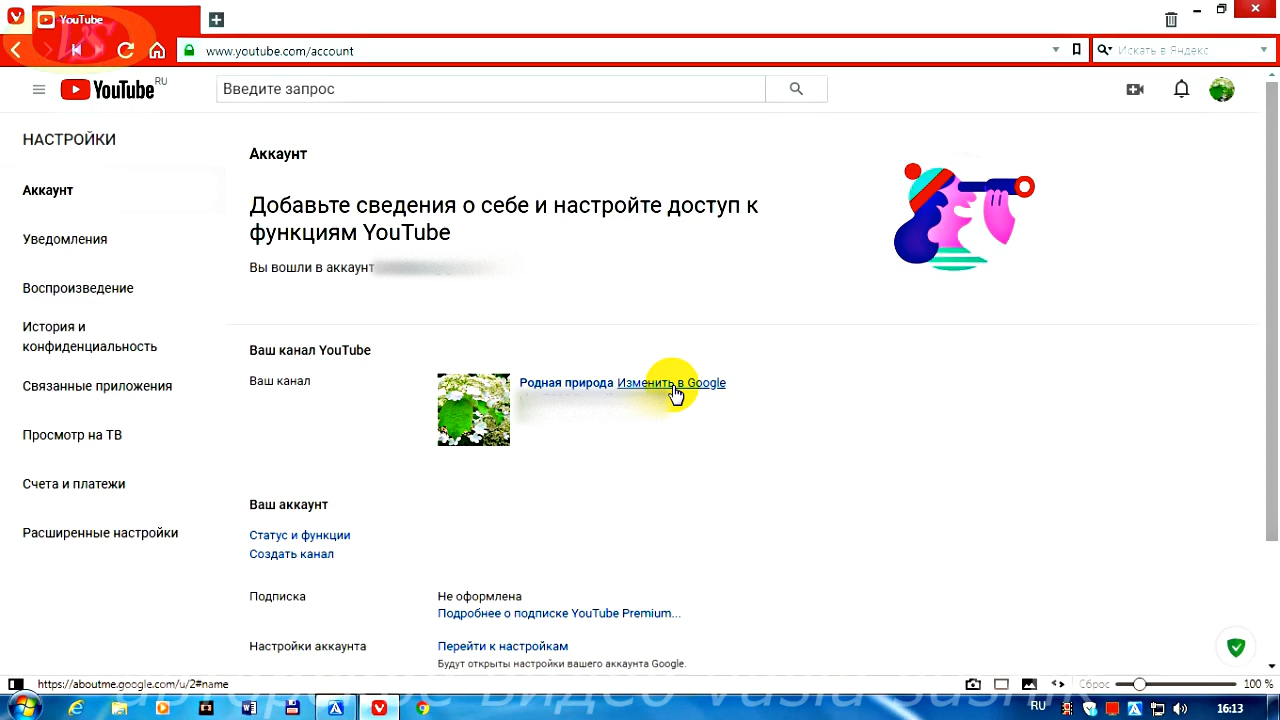 YouTube
VS
www.youtube.com/account
Искать в Яндекс
YouTube RU
Введите запрос
НАСТРОЙКИ
Аккаунт
Уведомления
Воспроизведение
История и
конфиденциальность
Связанные приложения
Просмотр на ТВ
Счета и платежи
Расширенные настройки
Аккаунт
Добавьте сведения о себе и настройте доступ к
функциям YouTube
Вы вошли в аккаунт
Ваш канал YouTube
Ваш канал
Родная природа Изменить в Google
Ваш аккаунт
Статус и функции
Создать канал
Подписка
Не оформлена
Подробнее о подписке YouTube Premium...
Настройки аккаунта
Перейти к настройкам
Будут открыты настройки вашего аккаунта Google.
https://aboutme.google.com/u/2#name
Сброс
100 %
RU
16:13